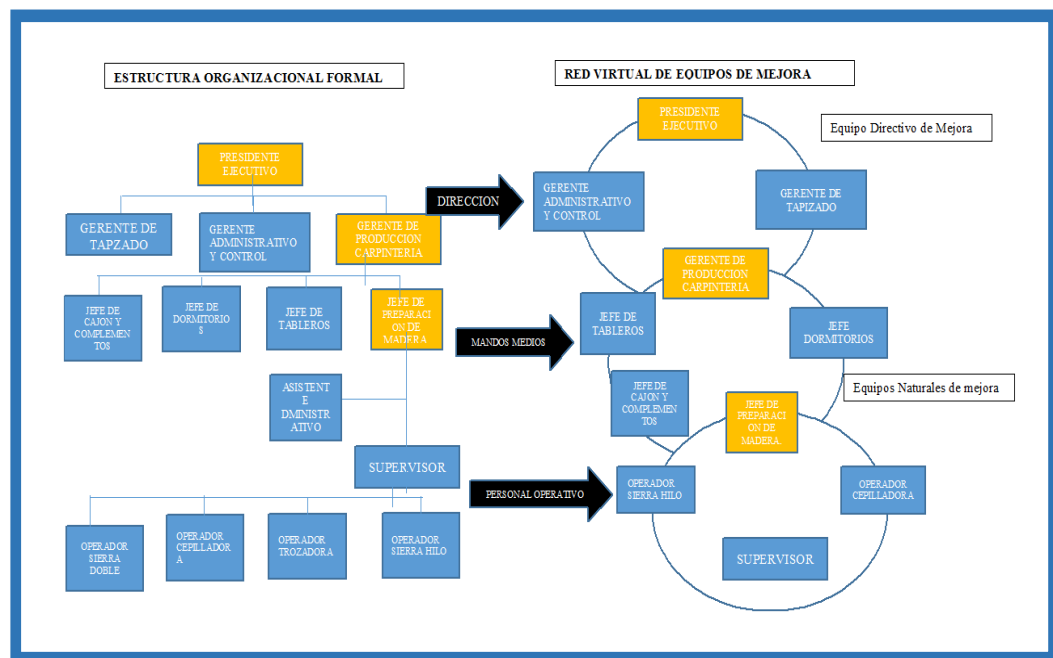 ESTRUCTURA ORGANIZACIONAL FORMAL
PRESIDENTE
EJECUTIVO
GERENTE DE
TAPZADO
GERENTE
ADMINISTRATIVO
Y CONTROL
GERENTE DE
PRODUCCION
CARPINTERIA
JEFE DE
CAJON Y
COMPLEMEN
TOS
JEFE DE
DORMITORIO
S
JEFE DE
TABLEROS
JEFE DE
PREPARACI
ON DE
MADERA
ASISTENT
E
DMINISTR
ATIVO
SUPERVISOR
OPERADOR
SIERRA
DOBLE
OPERADOR
CEPILLADOR
A
OPERADOR
TROZADORA
OPERADOR
SIERRA HILO
DIRECCION
MANDOS MEDIOS
PERSONAL OPERATIVO
RED VIRTUAL DE EQUIPOS DE MEJORA
PRESIDENTE
EJECUTIVO
Equipo Directivo de Mejora
GERENTE
ADMINISTRATIVO
Y CONTROL
GERENTE DE
TAPIZADO
GERENTE DE
PRODUCCION
CARPINTERIA
JEFE DE
TABLEROS
JEFE
DORMITORIOS
Equipos Naturales de mejora
JEFE DE
CAJON Y
COMPLEMEN
TOS
JEFE DE
PREPARACI
ON DE
MADERA.
OPERADOR
SIERRA HILO
OPERADOR
CEPILLADORA
SUPERVISOR